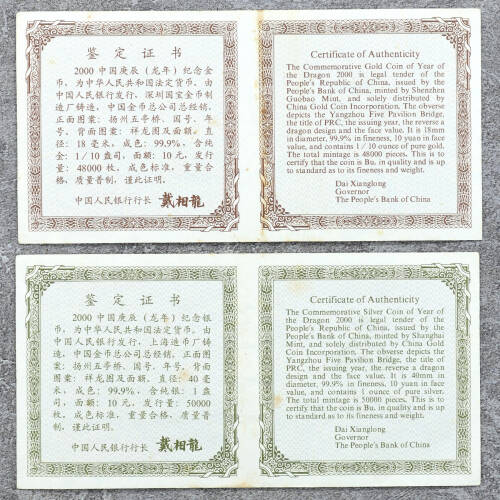 鉴定证书
2000中国庚辰（龙年）纪念金
币，为中华人民共和国法定货币。由
中国人民银行发行，深圳国宝金币制
造厂铸造，中国金币总公司总经销。
正面图案：扬州五亭桥、国号、年
号。背面图案：祥龙图及面额。直
径：18毫米，成色：99.9%，含纯
金：1/10盎司，面额：10元，发行
量：48000枚。成色标准，重量合格，
质量普制，谨此证明。
中国人民银行行长 戴相龍
Certificate of Authenticity
The Commemorative Gold Coin of Year of
the Dragon 2000 is legal tender of the
People's Republic of China, issued by the
People's Bank of China, minted by Shenzhen
Guobao Mint, and solely distributed by
China Gold Coin Incorporation. The obverse
depicts the Yangzhou Five Pavilion Bridge,
the title of PRC, the issuing year, the reverse a
dragon design and the face value. It is 18mm
in diameter, 99.9% in fineness, 10 yuan in face
value, and contains 1/10 ounce of pure gold.
The total mintage is 48000 pieces. This is to
certify that the coin is Bu, in quality and is up
to standard as to its fineness and weight.
Dai Xianglong
Governor
The People's Bank of China
鉴定证书
2000中国庚辰（龙年）纪念银
币，为中华人民共和国法定货币。由
中国人民银行发行，上海造币厂铸
造，中国金币总公司总经销。正面图
案：扬州五亭桥、国号、年号。背面
图案：祥龙图及面额。直径：40毫
米，成色：99.9%，含纯银：1盎
司，面额：10元，发行量：50000
枚。成色标准，重量合格，质量普
制，谨此证明。
中国人民银行行长 戴相龍
Certificate of Authenticity
The Commemorative Silver Coin of Year of
the Dragon 2000 is legal tender of the
People's Republic of China, issued by the
People's Bank of China, minted by Shanghai
Mint, and solely distributed by China Gold
Coin Incorporation. The obverse depicts the
Yangzhou Five Pavilion Bridge, the title of
PRC, the issuing year, the reverse a dragon
design and the face value. It is 40mm in
diameter, 99.9% in fineness, 10 yuan in face
value, and contains 1 ounce of pure silver.
The total mintage is 50000 pieces. This is to
certify that the coin is Bu, in quality and is up
to standard as to its fineness and weight.
Dai Xianglong
Governor
The People's Bank of China